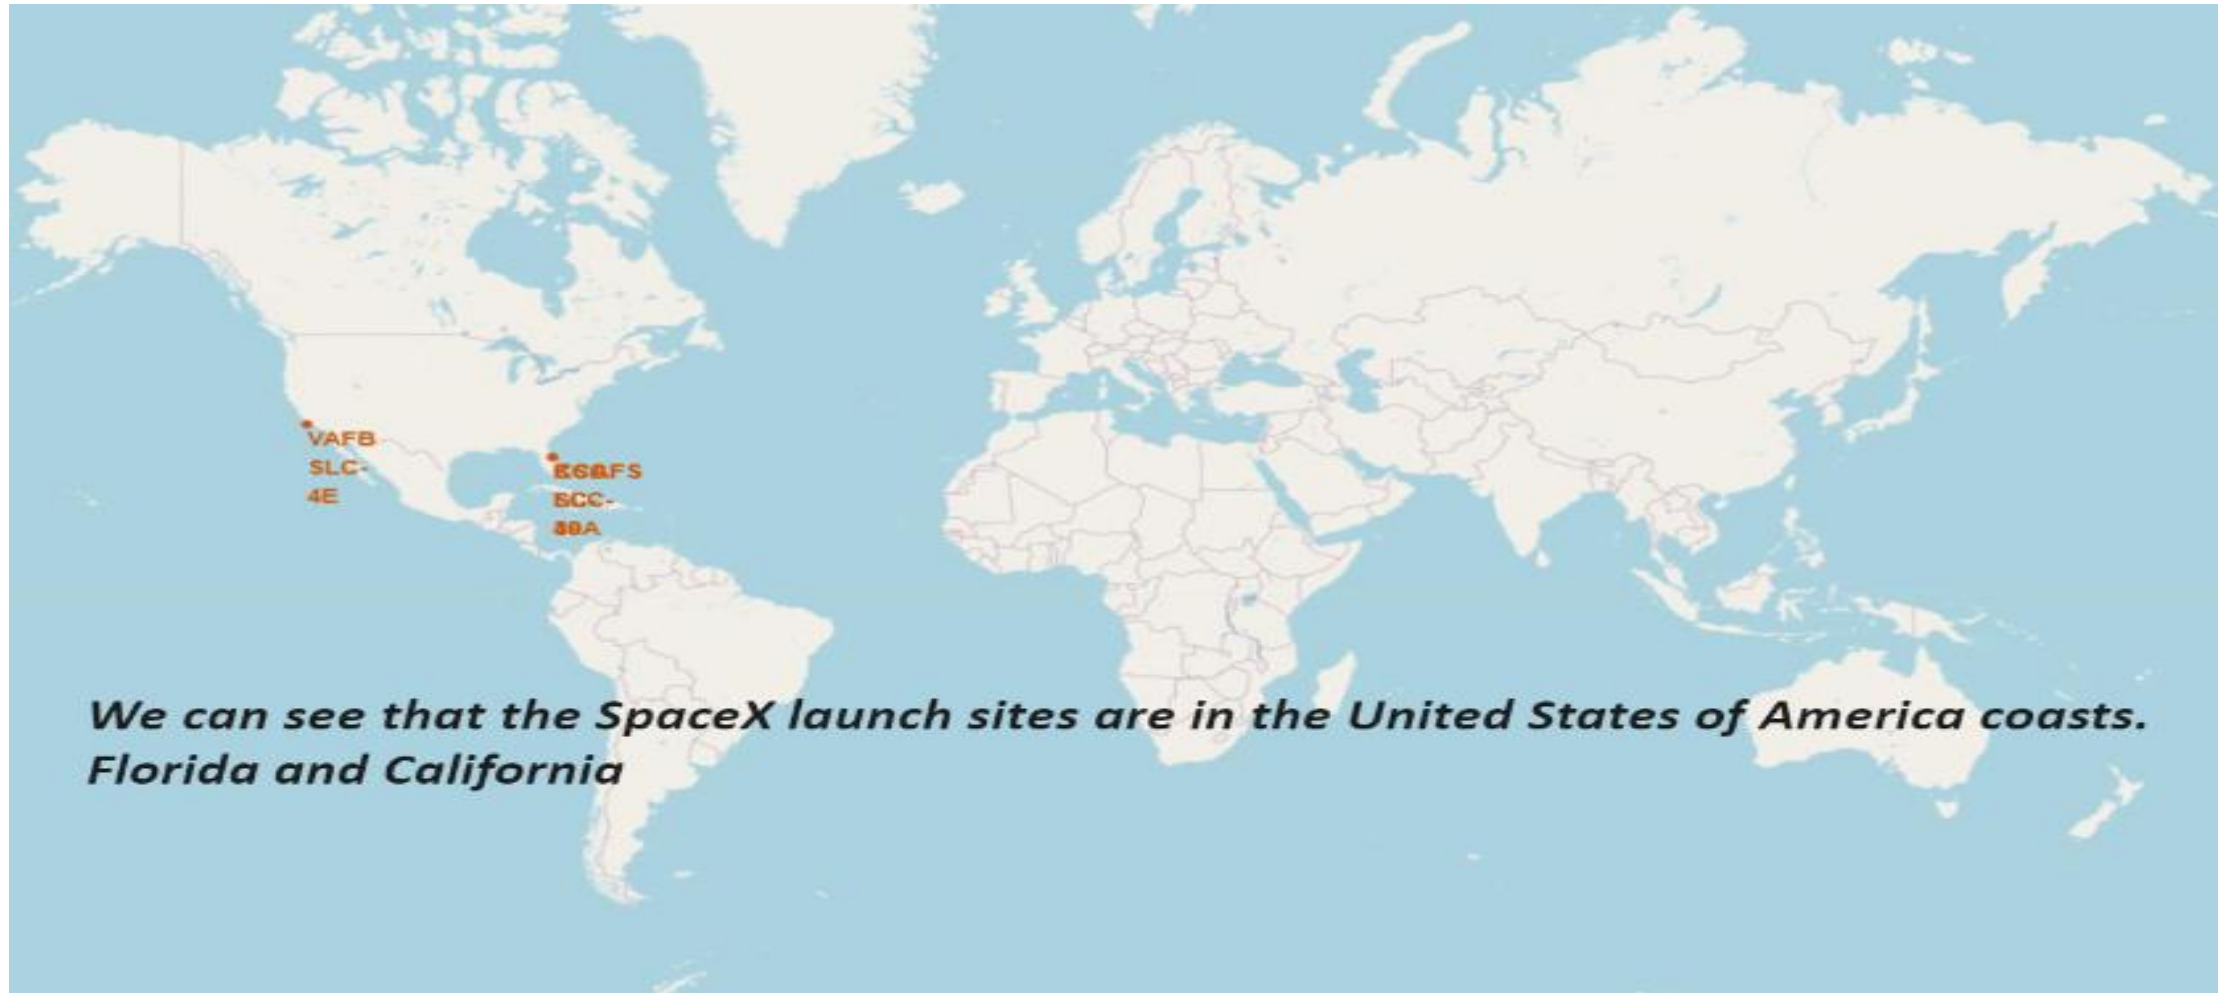 VAFB
SLC-
4E
We can see that the SpaceX launch sites are in the United States of America coasts.
Florida and California